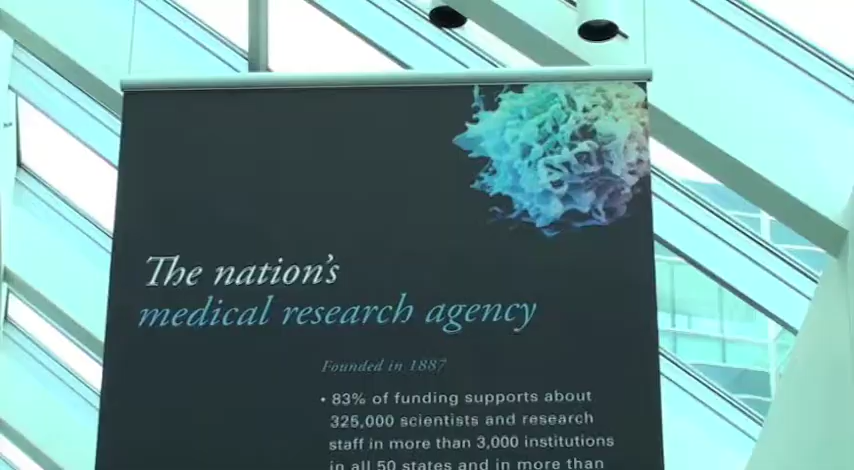 The nation's
medical research agency
Founded in 1887
• 83% of funding supports about
325,000 scientists and research
staff in more than 3,000 institutions
in all 50 states and in more than